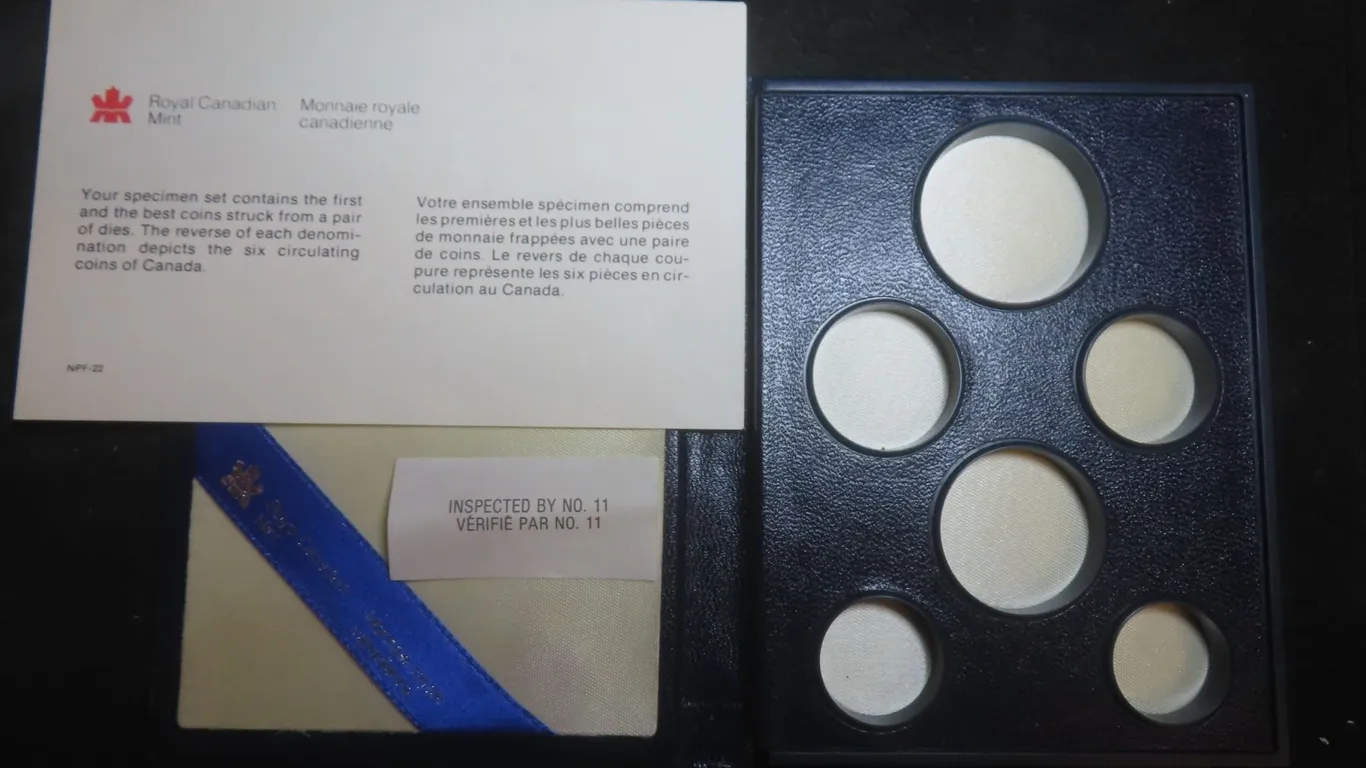 Royal Canadian
Mint
Monnaie royale
canadienne
Your specimen set contains the first
and the best coins struck from a pair
of dies. The reverse of each denomi-
nation depicts the six circulating
coins of Canada.
Votre ensemble spécimen comprend
les premières et les plus belles pièces
de monnaie frappées avec une paire
de coins. Le revers de chaque cou-
pure représente les six pièces en cir-
culation au Canada.
NPF-22
INSPECTED BY NO. 11
VÉRIFIÉ PAR NO. 11